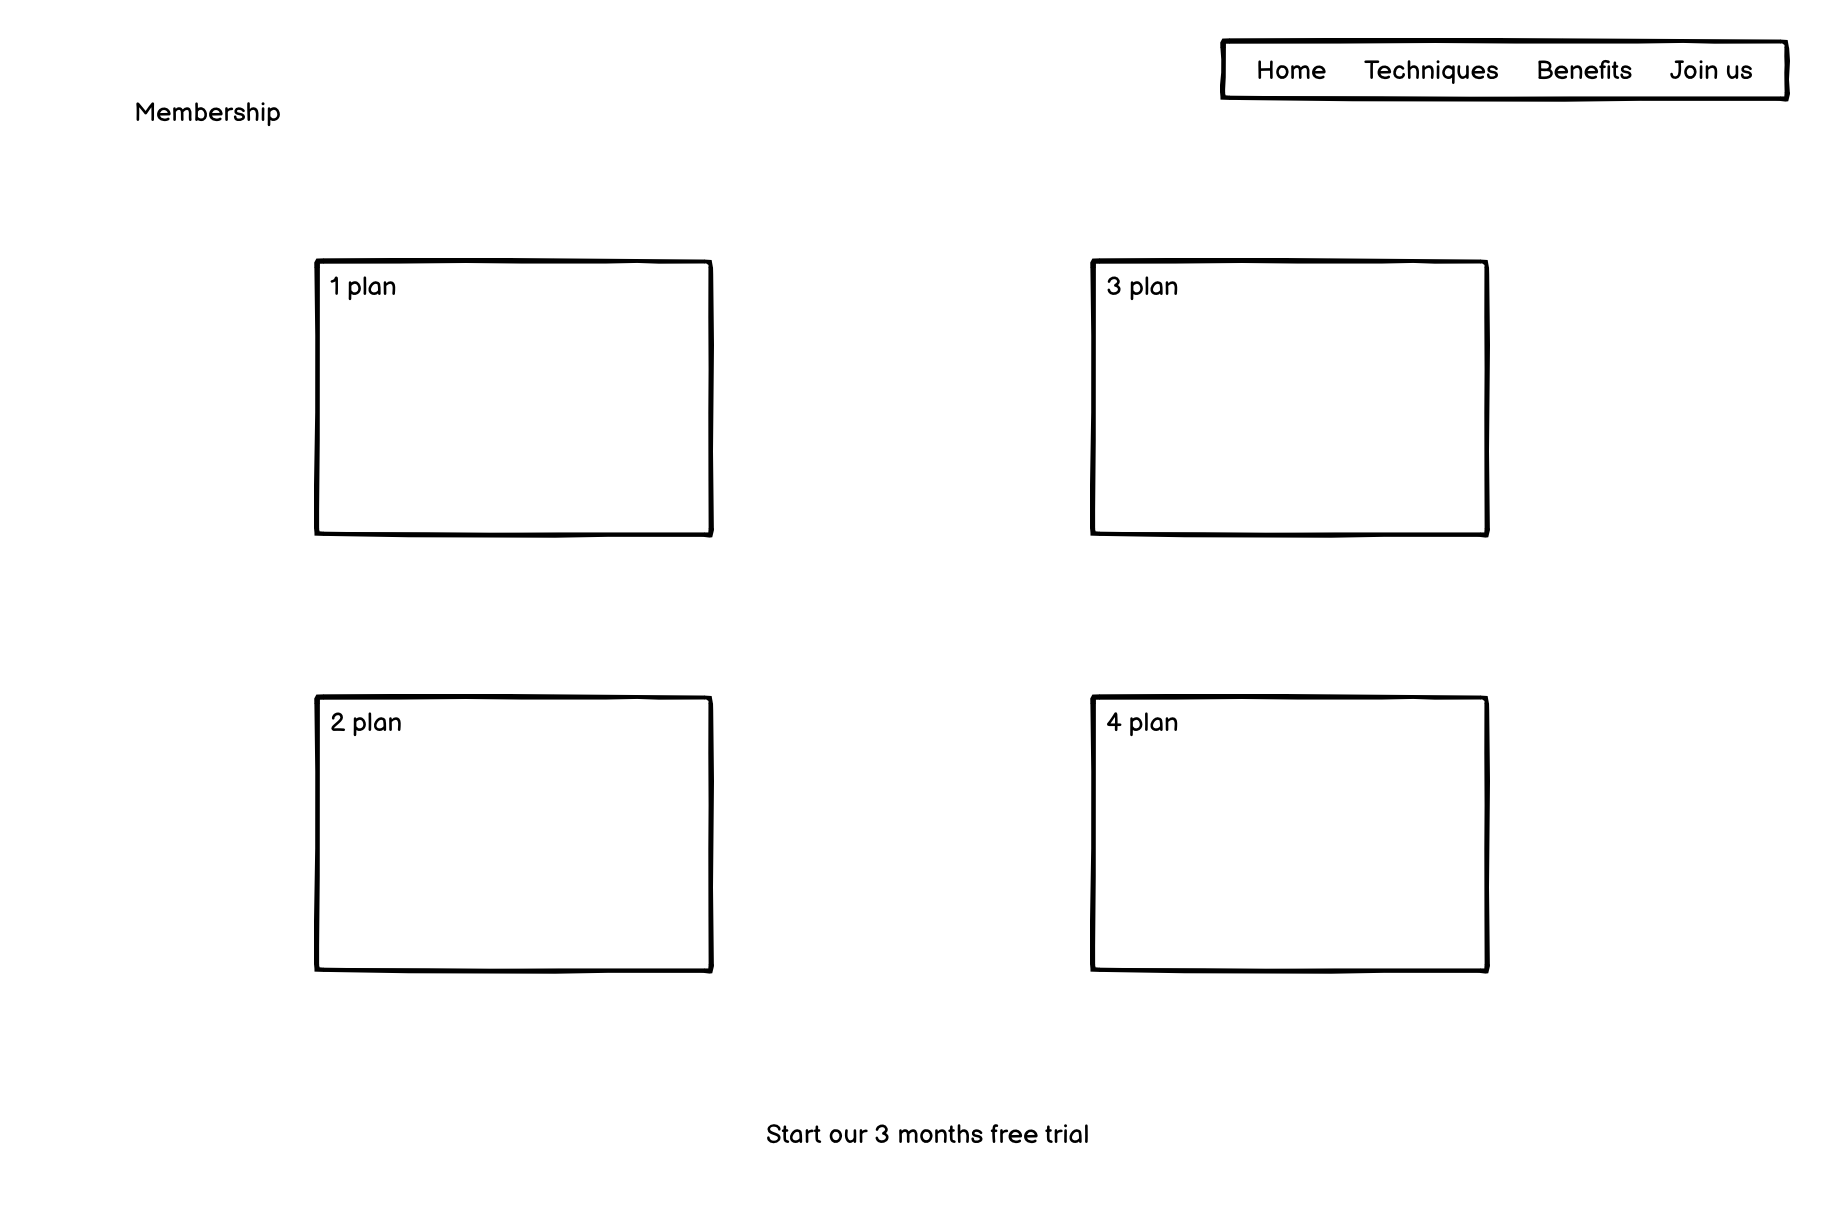 Home Techniques Benefits Join us
Membership
1 plan
3 plan
2 plan
4 plan
Start our 3 months free trial